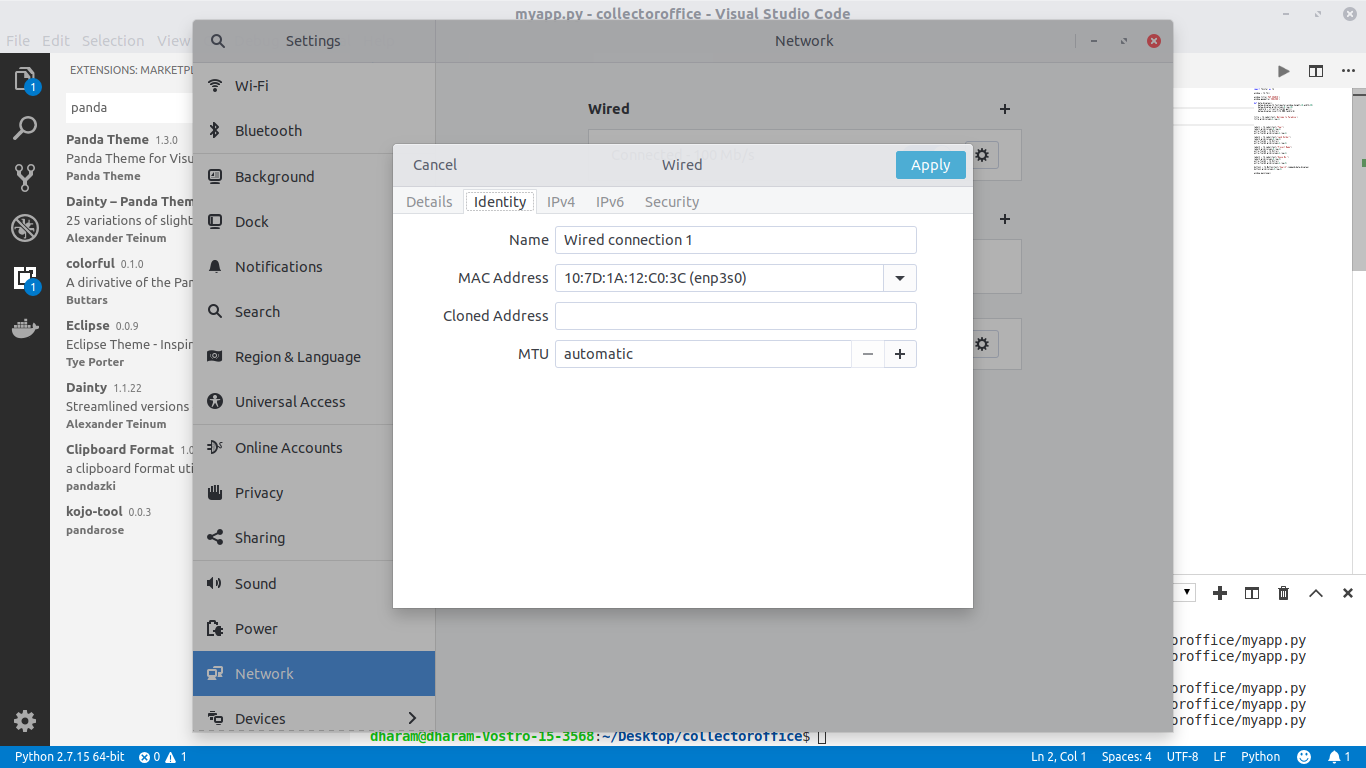 myapp.py - collectoroffice - Visual Studio Code
File Edit Selection View
Settings
Network
EXTENSIONS: MARKETPL
panda
Panda Theme 1.3.0
Panda Theme for Visu
Panda Theme
Dainty – Panda Them
25 variations of slight
Alexander Teinum
colorful 0.1.0
A dirivative of the Pan
Buttars
Eclipse 0.0.9
Eclipse Theme - Inspir
Tye Porter
Dainty 1.1.22
Streamlined versions
Alexander Teinum
Clipboard Format 1.0
a clipboard format uti
pandazki
kojo-tool 0.0.3
pandarose
1
1
Wi-Fi
Bluetooth
Background
Dock
Notifications
Search
Region & Language
Universal Access
Online Accounts
Privacy
Sharing
Sound
Power
Network
Devices
Wired
Connected - 100 Mb/s
Cancel
Wired
Apply
Details Identity IPv4 IPv6 Security
Name Wired connection 1
MAC Address 10:7D:1A:12:C0:3C (enp3s0)
Cloned Address
MTU automatic
oroffice/myapp.py
oroffice/myapp.py
oroffice/myapp.py
oroffice/myapp.py
oroffice/myapp.py
dharam@dharam-Vostro-15-3568:~/Desktop/collectoroffice$
Python 2.7.15 64-bit 0 1 Ln 2, Col 1 Spaces: 4 UTF-8 LF Python 1